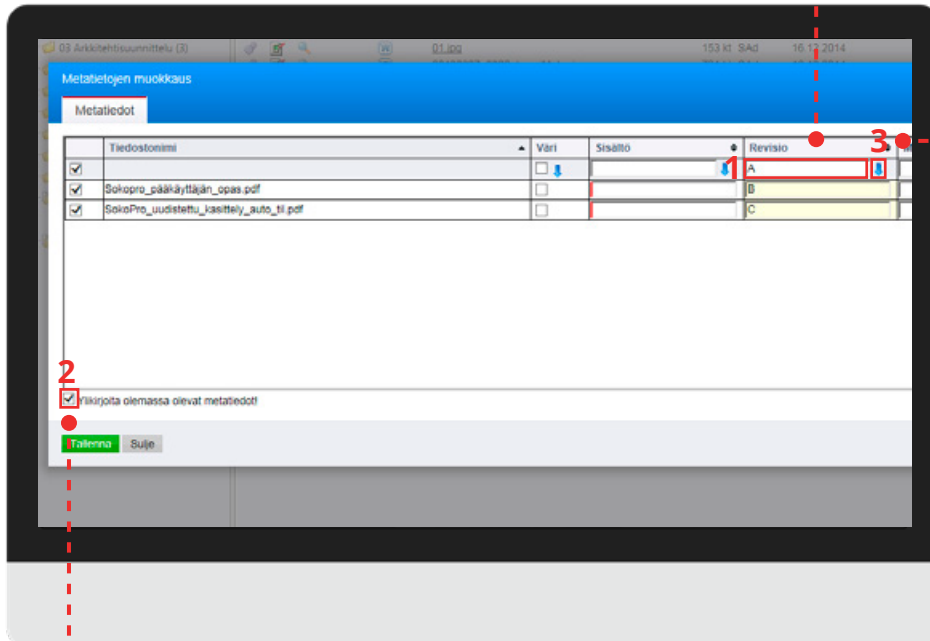 03 Arkkitehtisuunnittelu (3) 01.jpg 153 kt SAd 16.12.2014
Metatietojen muokkaus
Metatiedot
Tiedostonimi Väri Sisältö Revisio
3
1 A
Sokopro_pääkäyttäjän_opas.pdf B
SokoPro_uudistettu_kasittely_auto_til.pdf C
2
Ylikirjoita olemassa olevat metatiedot!
Tallenna Sulje